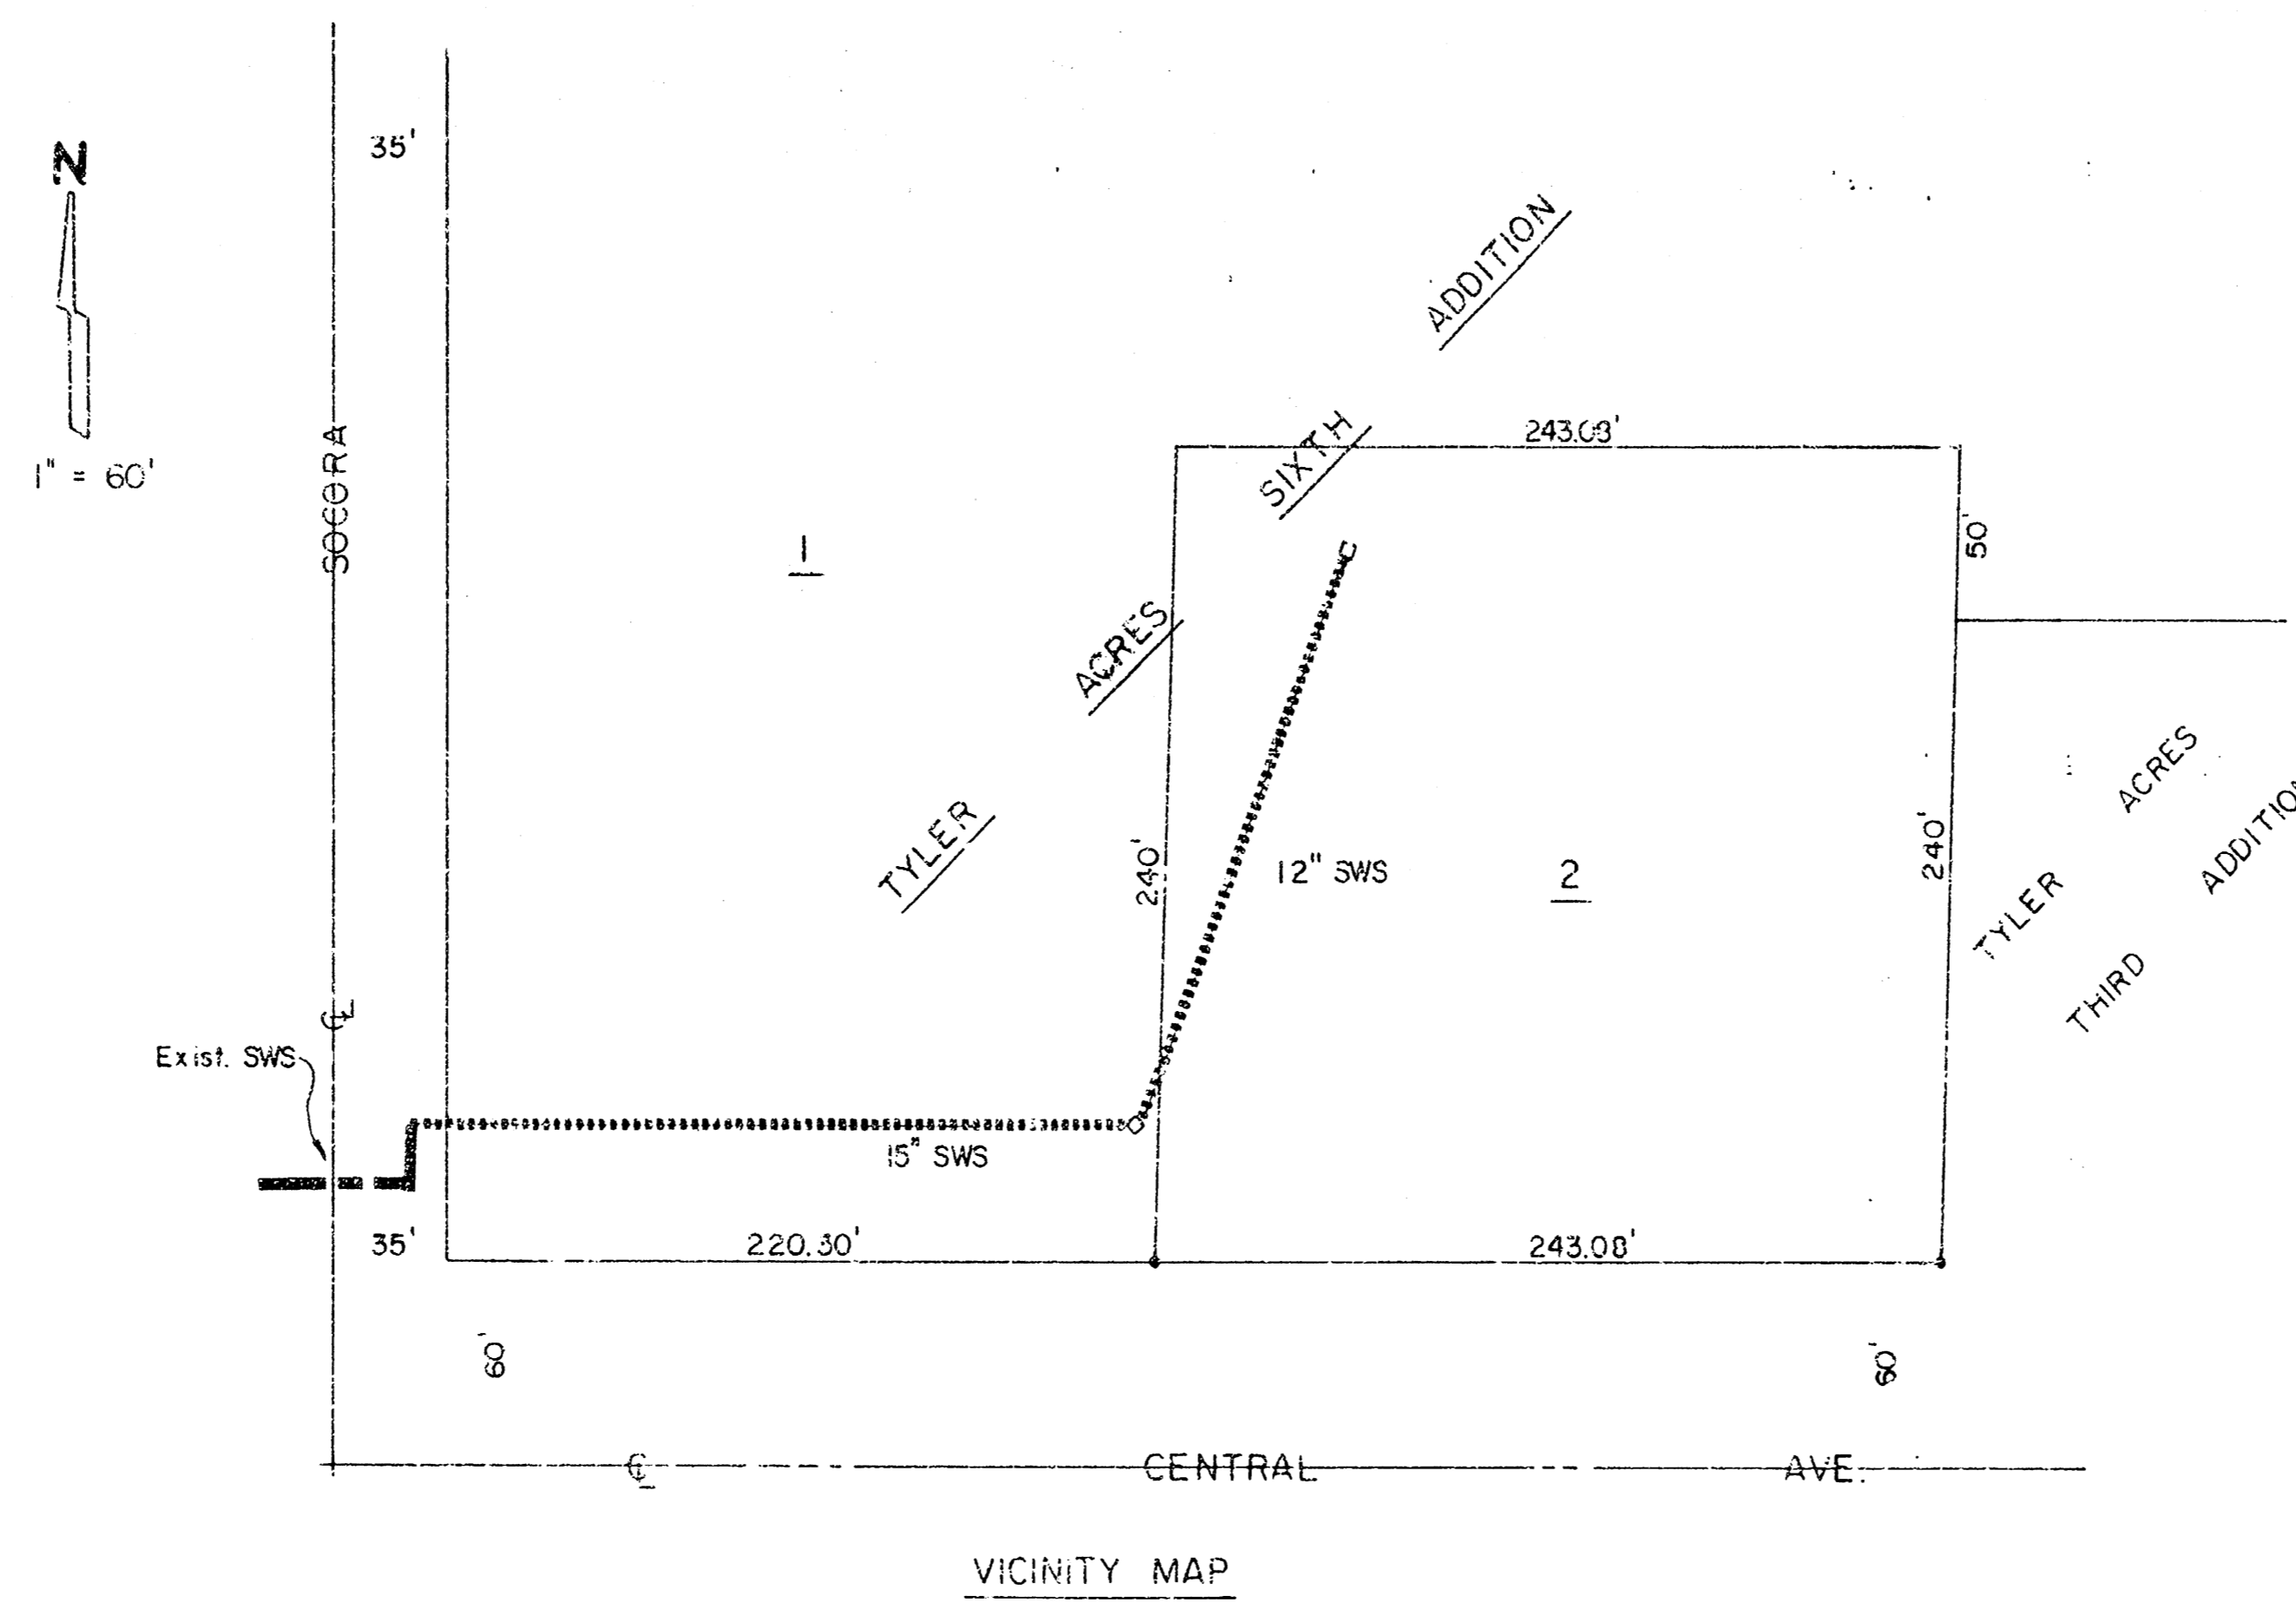 N
1" = 60'
35'
SOCORA
1
TYLER ACRES SIXTH ADDITION
243.08'
50'
240'
240'
12" SWS
2
TYLER ACRES
THIRD ADDITION
Exist. SWS
15" SWS
35'
220.30'
243.08'
60'
60'
℄
℄
CENTRAL AVE.
VICINITY MAP